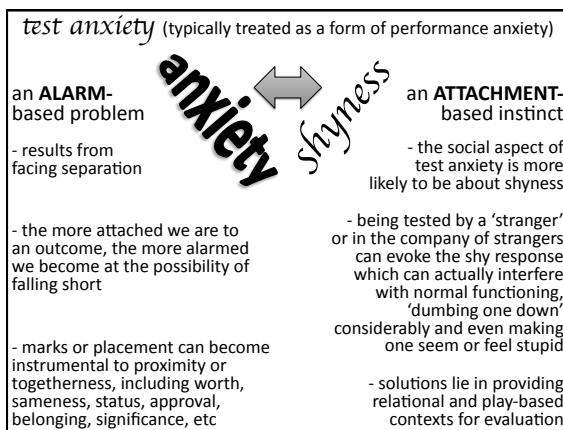 test anxiety (typically treated as a form of performance anxiety)
anxiety
shyness
an ALARM-
based problem
- results from
facing separation
- the more attached we are to
an outcome, the more alarmed
we become at the possibility of
falling short
- marks or placement can become
instrumental to proximity or
togetherness, including worth,
sameness, status, approval,
belonging, significance, etc
an ATTACHMENT-
based instinct
- the social aspect of
test anxiety is more
likely to be about shyness
- being tested by a ‘stranger’
or in the company of strangers
can evoke the shy response
which can actually interfere
with normal functioning,
‘dumbing one down’
considerably and even making
one seem or feel stupid
- solutions lie in providing
relational and play-based
contexts for evaluation